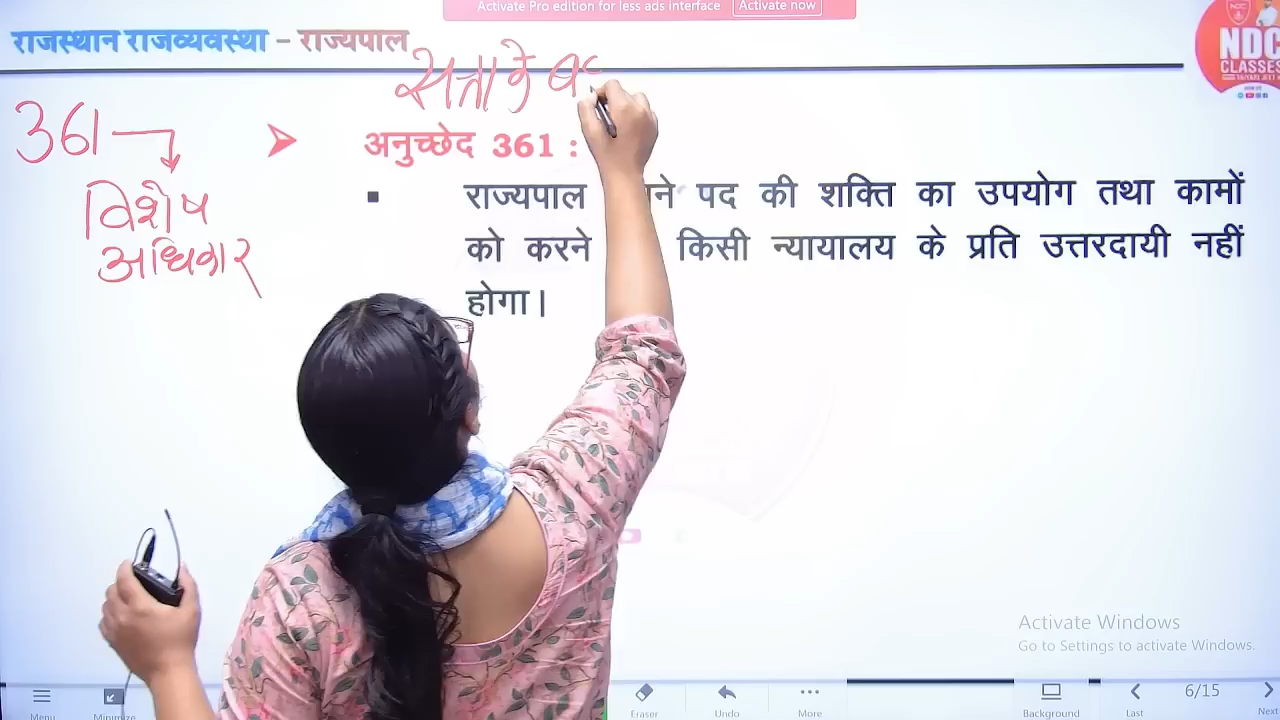 Activate Pro edition for less ads interface Activate now
राजस्थान राजव्यवस्था – राज्यपाल
NDC
CLASSES
सत्ता के
361
विशेष
अधिकार
अनुच्छेद 361 :
राज्यपाल पद की शक्ति का उपयोग तथा कामों
को करने किसी न्यायालय के प्रति उत्तरदायी नहीं
होगा।
Activate Windows
Go to Settings to activate Windows.
Menu Minimize Eraser Undo More Background Last 6/15 Next